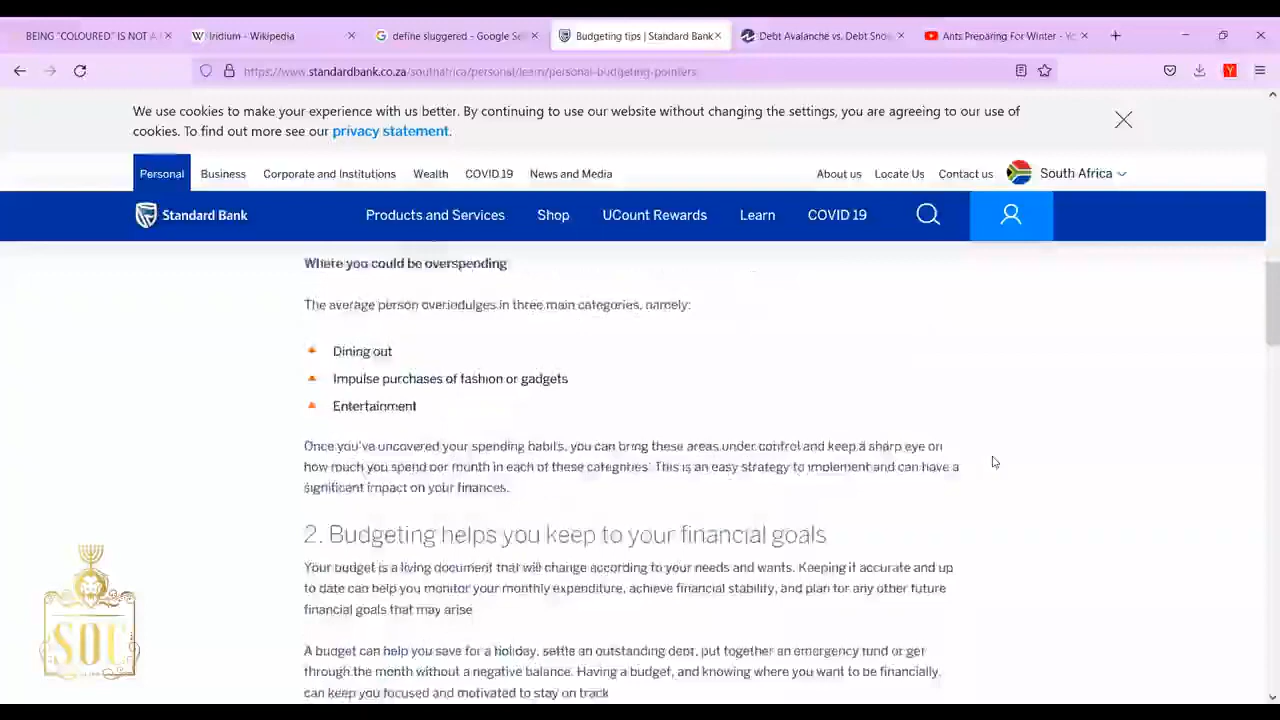 BEING "COLOURED" IS NOT A
Iridium - Wikipedia
define sluggered - Google Se
Budgeting tips | Standard Bank
Debt Avalanche vs. Debt Snow
Ants Preparing For Winter - Yo
https://www.standardbank.co.za/southafrica/personal/learn/personal-budgeting-pointers
We use cookies to make your experience with us better. By continuing to use our website without changing the settings, you are agreeing to our use of
cookies. To find out more see our privacy statement.
Personal Business Corporate and Institutions Wealth COVID19 News and Media About us Locate Us Contact us South Africa
Standard Bank Products and Services Shop UCount Rewards Learn COVID 19
Where you could be overspending
The average person overindulges in three main categories, namely:
Dining out
Impulse purchases of fashion or gadgets
Entertainment
Once you've uncovered your spending habits, you can bring these areas under control and keep a sharp eye on
how much you spend per month in each of these categories. This is an easy strategy to implement and can have a
significant impact on your finances.
2. Budgeting helps you keep to your financial goals
Your budget is a living document that will change according to your needs and wants. Keeping it accurate and up
to date can help you monitor your monthly expenditure, achieve financial stability, and plan for any other future
financial goals that may arise
A budget can help you save for a holiday, settle an outstanding debt, put together an emergency fund or get
through the month without a negative balance. Having a budget, and knowing where you want to be financially,
can keep you focused and motivated to stay on track
SOC